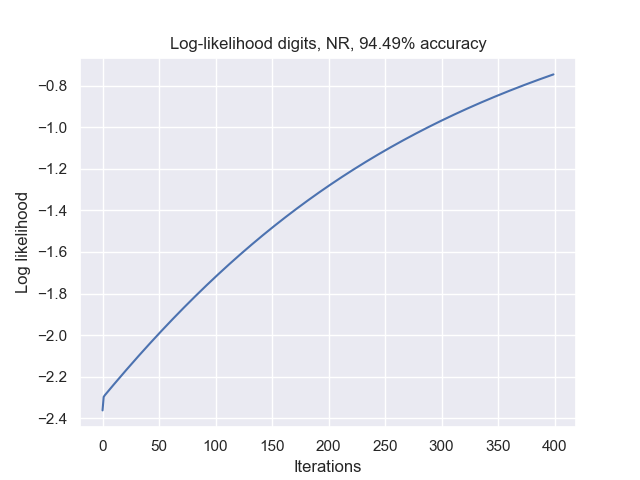 Log-likelihood digits, NR, 94.49% accuracy
−0.8
−1.0
−1.2
−1.4
−1.6
−1.8
−2.0
−2.2
−2.4
Log likelihood
0 50 100 150 200 250 300 350 400
Iterations